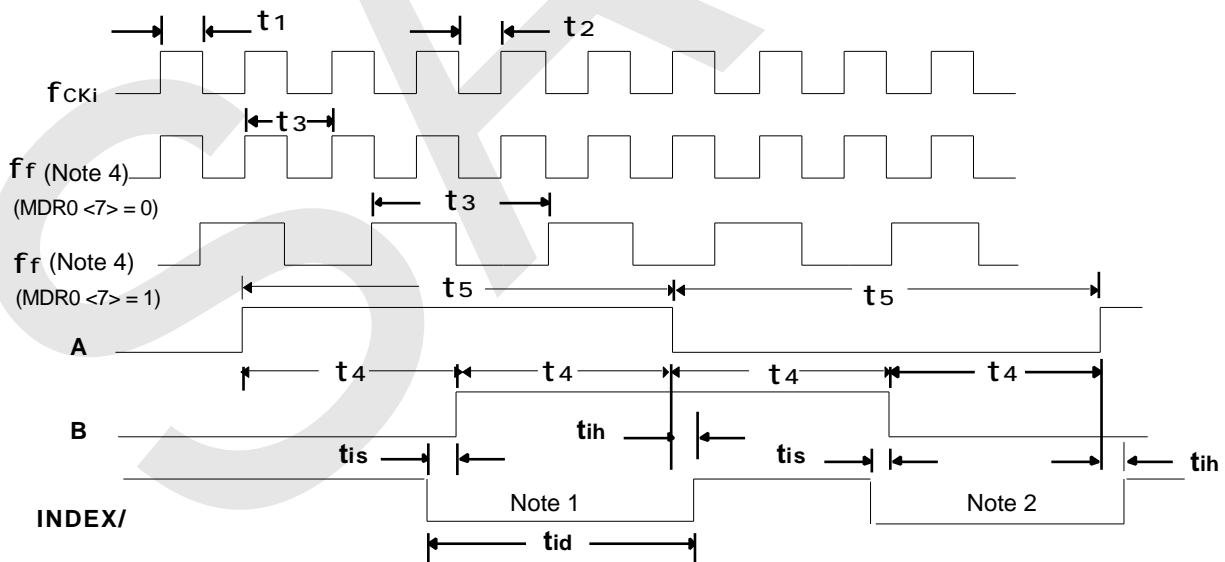 t1 t2
fCKi
t3
ff (Note 4)
(MDR0 <7> = 0)
t3
ff (Note 4)
(MDR0 <7> = 1)
t5 t5
A
t4 t4 t4 t4
B
tis tih tis tih
INDEX/ Note 1 Note 2
tid